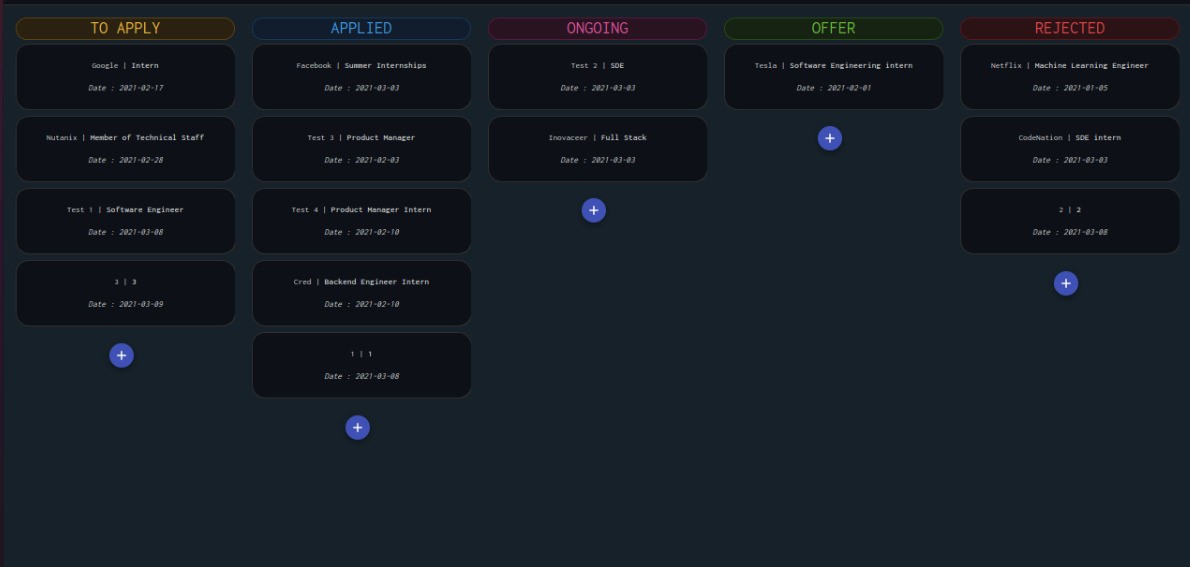 TO APPLY
Google | Intern
Date : 2021-02-17
Nutanix | Member of Technical Staff
Date : 2021-02-28
Test 1 | Software Engineer
Date : 2021-03-08
3 | 3
Date : 2021-03-09
+
APPLIED
Facebook | Summer Internships
Date : 2021-03-03
Test 3 | Product Manager
Date : 2021-02-03
Test 4 | Product Manager Intern
Date : 2021-02-10
Cred | Backend Engineer Intern
Date : 2021-02-10
1 | 1
Date : 2021-03-08
+
ONGOING
Test 2 | SDE
Date : 2021-03-03
Inovaceer | Full Stack
Date : 2021-03-03
+
OFFER
Tesla | Software Engineering intern
Date : 2021-02-01
+
REJECTED
Netflix | Machine Learning Engineer
Date : 2021-01-05
CodeNation | SDE intern
Date : 2021-03-03
2 | 2
Date : 2021-03-08
+